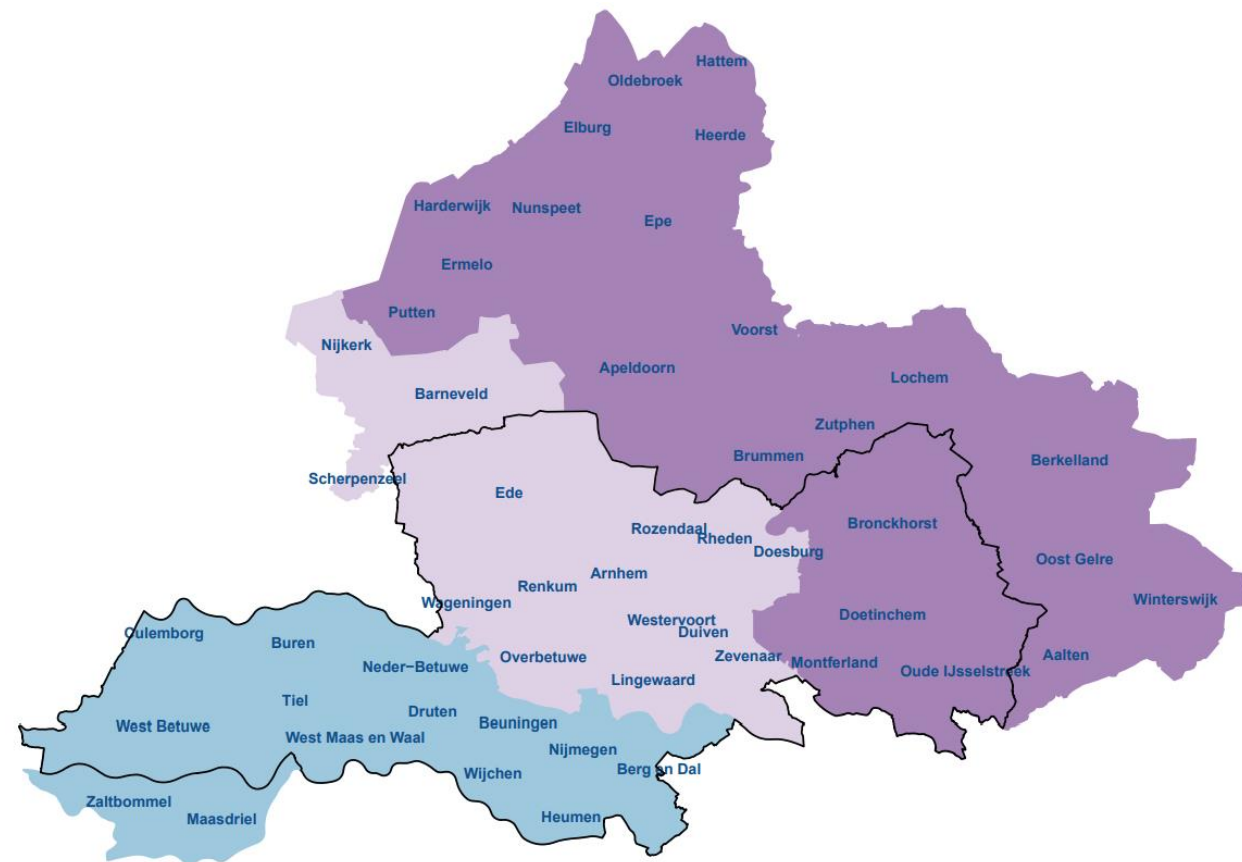 Hattem
Oldebroek
Elburg
Heerde
Harderwijk
Nunspeet
Epe
Ermelo
Putten
Voorst
Nijkerk
Apeldoorn
Lochem
Barneveld
Zutphen
Brummen
Berkelland
Scherpenzeel
Ede
Bronckhorst
Rozendaal
Rheden
Doesburg
Oost Gelre
Arnhem
Renkum
Winterswijk
Wageningen
Doetinchem
Westervoort
Duiven
Culemborg
Buren
Zevenaar
Aalten
Overbetuwe
Montferland
Neder−Betuwe
Oude IJsselstreek
Lingewaard
Tiel
Druten
Beuningen
West Betuwe
West Maas en Waal
Nijmegen
Berg en Dal
Wijchen
Zaltbommel
Maasdriel
Heumen